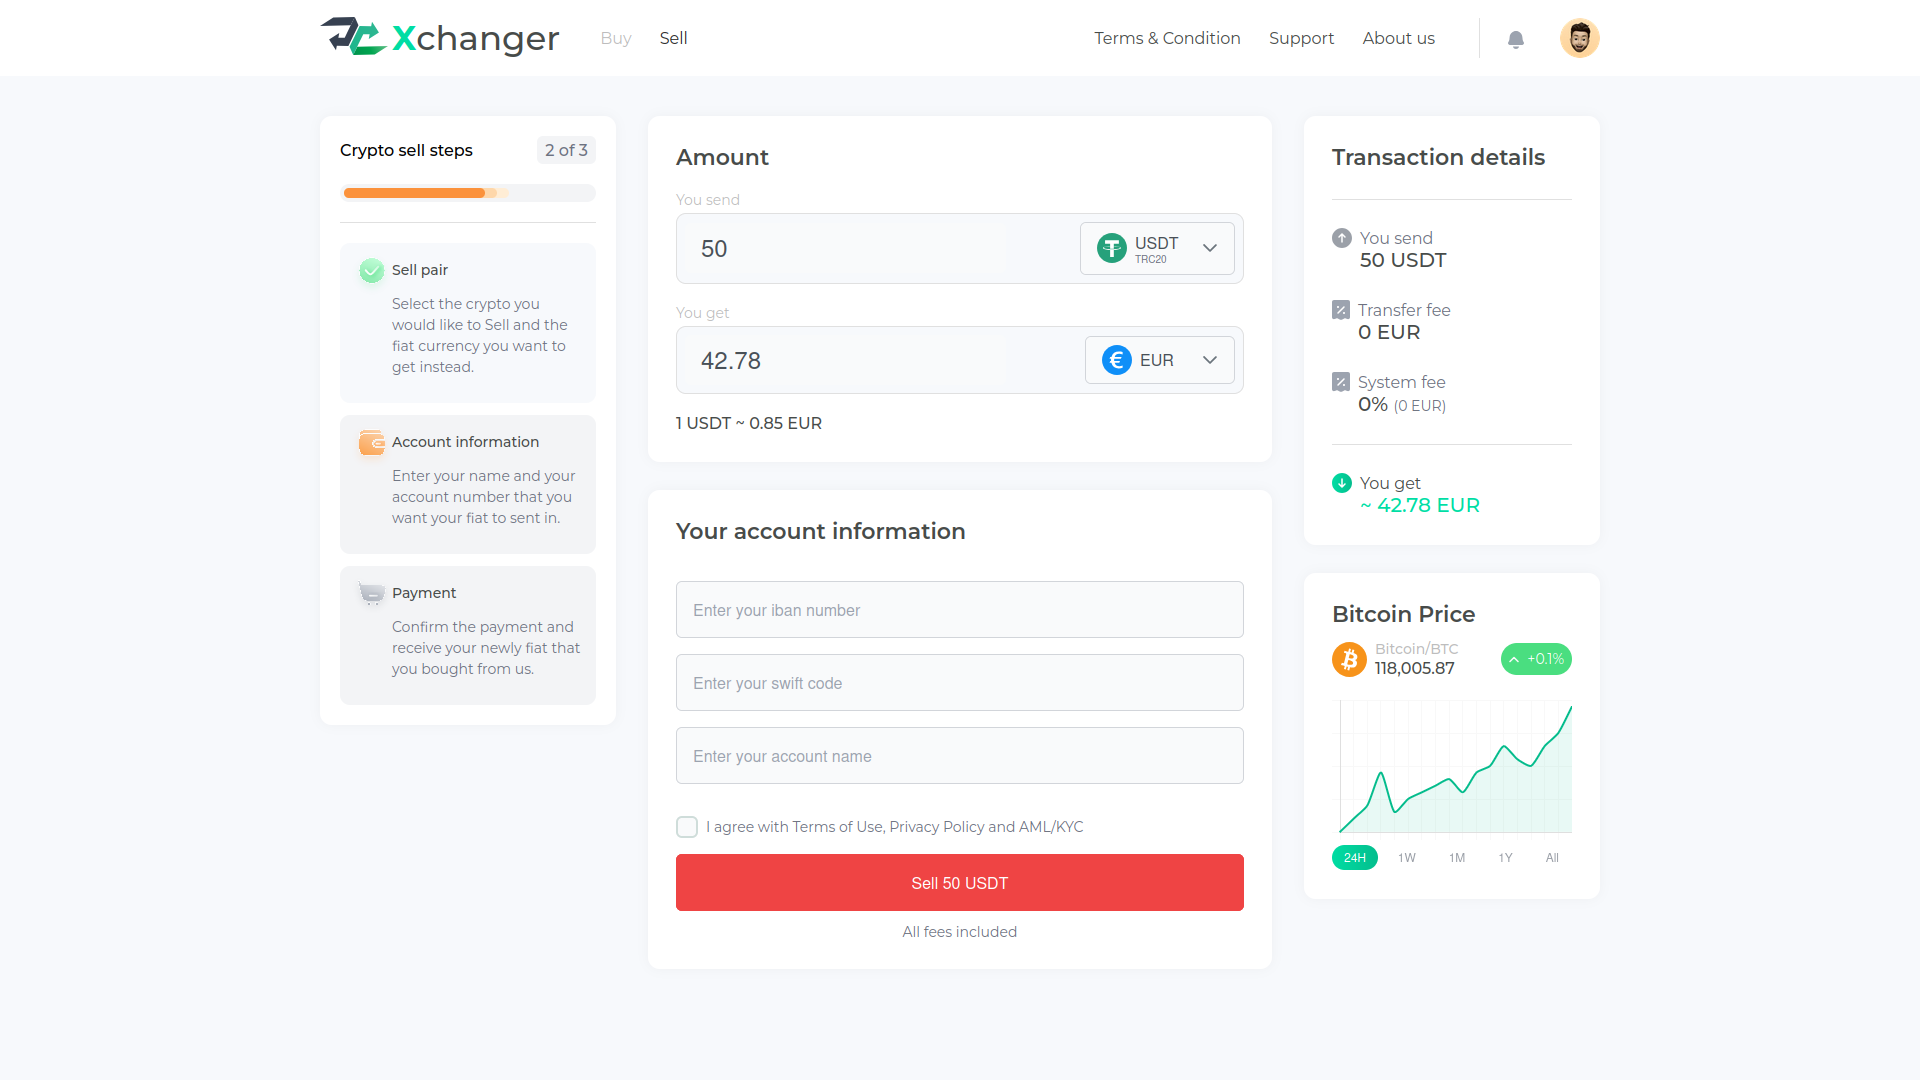 Xchanger
Buy
Sell
Terms & Condition
Support
About us
Crypto sell steps
2 of 3
Sell pair
Select the crypto you
would like to Sell and the
fiat currency you want to
get instead.
Account information
Enter your name and your
account number that you
want your fiat to sent in.
Payment
Confirm the payment and
receive your newly fiat that
you bought from us.
Amount
You send
50
USDT
TRC20
You get
42.78
EUR
1 USDT ~ 0.85 EUR
Your account information
Enter your iban number
Enter your swift code
Enter your account name
I agree with Terms of Use, Privacy Policy and AML/KYC
Sell 50 USDT
All fees included
Transaction details
You send
50 USDT
Transfer fee
0 EUR
System fee
0% (0 EUR)
You get
~ 42.78 EUR
Bitcoin Price
Bitcoin/BTC
118,005.87
+0.1%
24H
1W
1M
1Y
All